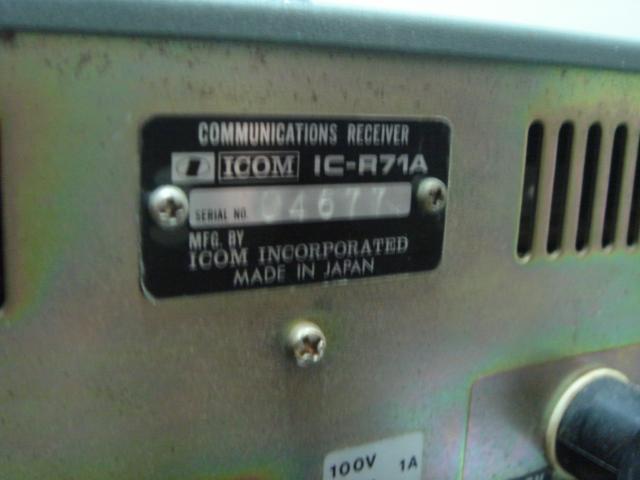 COMMUNICATIONS RECEIVER
ICOM IC-R71A
SERIAL NO. 04677
MFG. BY
ICOM INCORPORATED
MADE IN JAPAN
100V 1A